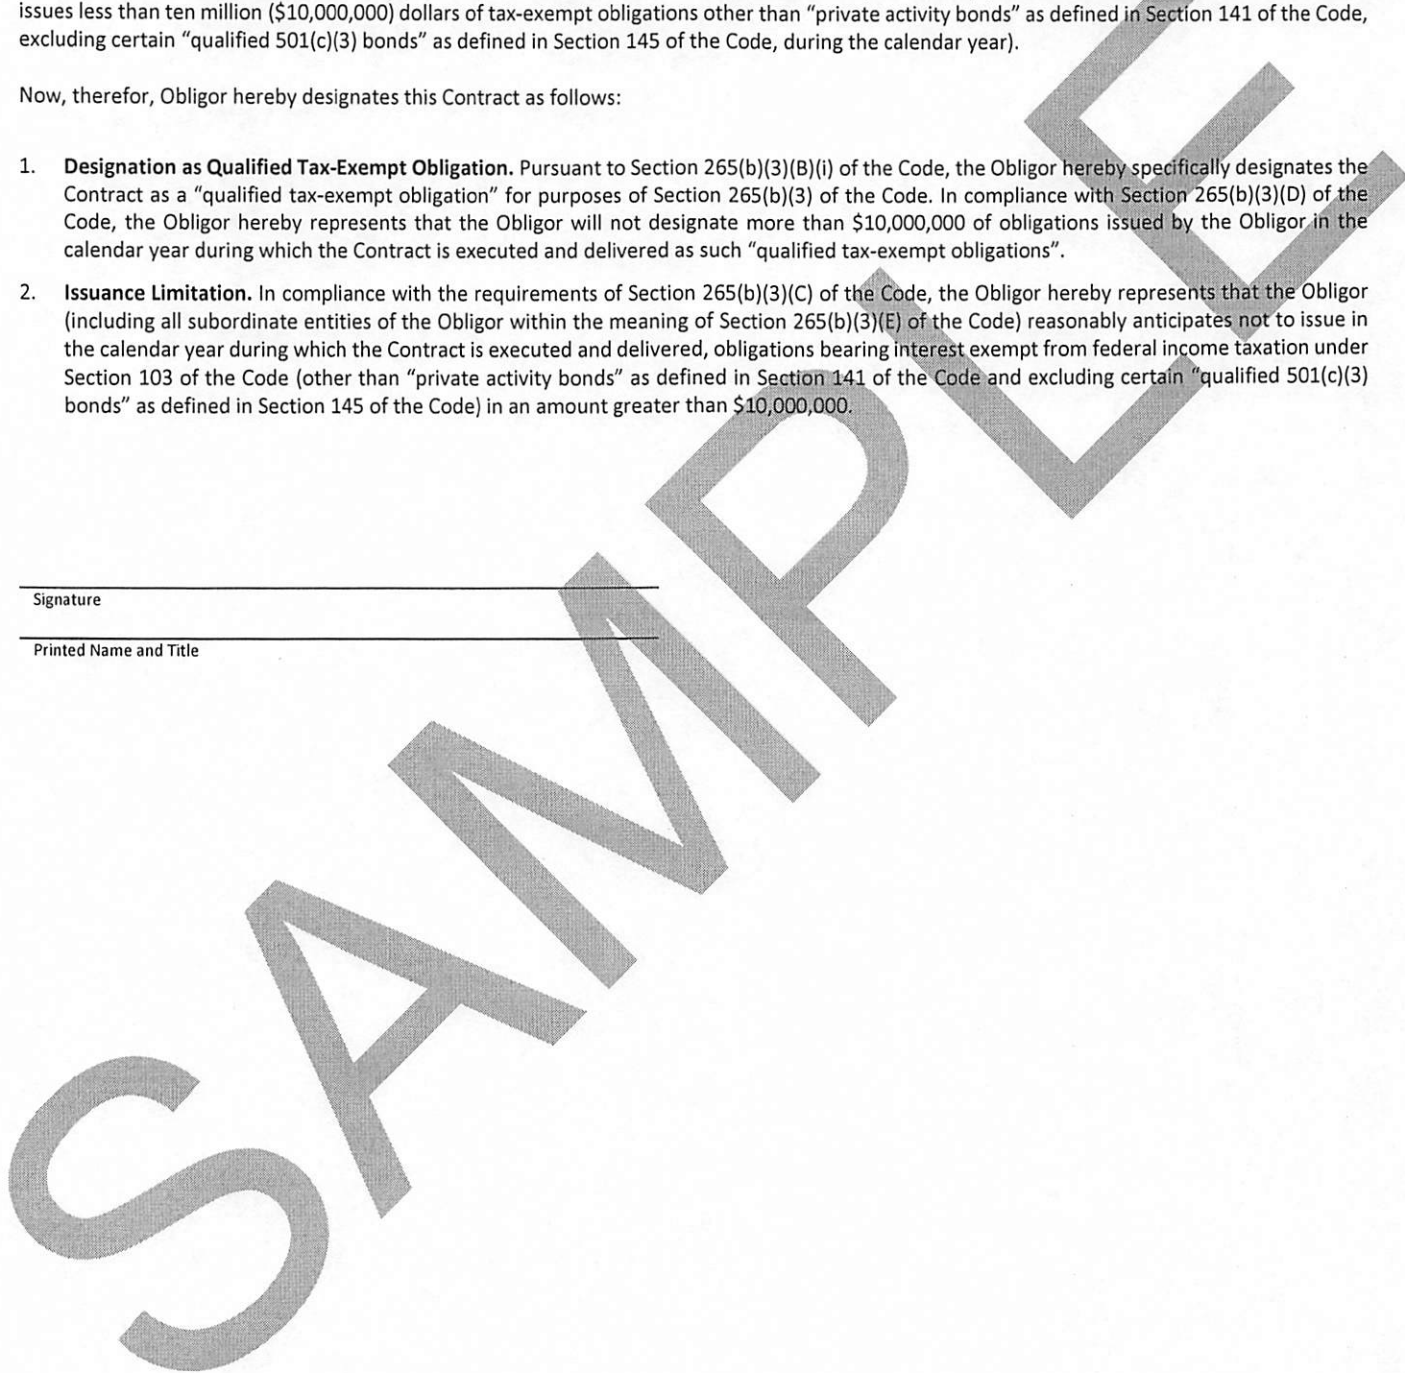 issues less than ten million ($10,000,000) dollars of tax-exempt obligations other than “private activity bonds” as defined in Section 141 of the Code,
excluding certain “qualified 501(c)(3) bonds” as defined in Section 145 of the Code, during the calendar year).
Now, therefor, Obligor hereby designates this Contract as follows:
1. Designation as Qualified Tax-Exempt Obligation. Pursuant to Section 265(b)(3)(B)(i) of the Code, the Obligor hereby specifically designates the
Contract as a “qualified tax-exempt obligation” for purposes of Section 265(b)(3) of the Code. In compliance with Section 265(b)(3)(D) of the
Code, the Obligor hereby represents that the Obligor will not designate more than $10,000,000 of obligations issued by the Obligor in the
calendar year during which the Contract is executed and delivered as such “qualified tax-exempt obligations”.
2. Issuance Limitation. In compliance with the requirements of Section 265(b)(3)(C) of the Code, the Obligor hereby represents that the Obligor
(including all subordinate entities of the Obligor within the meaning of Section 265(b)(3)(E) of the Code) reasonably anticipates not to issue in
the calendar year during which the Contract is executed and delivered, obligations bearing interest exempt from federal income taxation under
Section 103 of the Code (other than “private activity bonds” as defined in Section 141 of the Code and excluding certain “qualified 501(c)(3)
bonds” as defined in Section 145 of the Code) in an amount greater than $10,000,000.
Signature
Printed Name and Title
SAMPLE